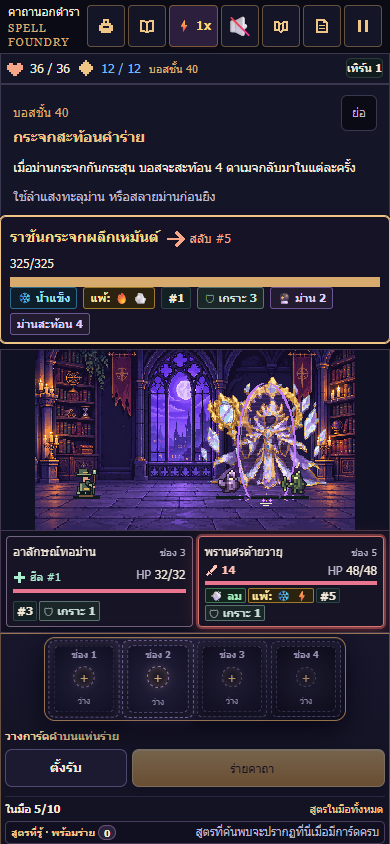 คาถานอกตำรา
SPELL
FOUNDRY
1x
36 / 36
12 / 12
บอสชั้น 40
เทิร์น 1
บอสชั้น 40
ย่อ
กระจกสะท้อนคำร่าย
เมื่อม่านกระจกกันกระสุน บอสจะสะท้อน 4 ดาเมจกลับมาในแต่ละครั้ง
ใช้ลำแสงทะลุม่าน หรือสลายม่านก่อนยิง
ราชันกระจกผลึกเหมันต์
สลับ #5
325/325
น้ำแข็ง
แพ้:
#1
เกราะ 3
ม่าน 2
ม่านสะท้อน 4
อาลักษณ์ทอม่าน
ช่อง 3
ฮีล #1
HP 32/32
#3
เกราะ 1
พรานศรด้ายวายุ
ช่อง 5
14
HP 48/48
ลม
แพ้:
#5
เกราะ 1
ช่อง 1
ช่อง 2
ช่อง 3
ช่อง 4
+
+
+
+
ว่าง
ว่าง
ว่าง
ว่าง
วางการ์ดคำบนแท่นร่าย
ตั้งรับ
ร่ายคาถา
ในมือ 5/10
สูตรในมือทั้งหมด
สูตรที่รู้ · พร้อมร่าย 0
สูตรที่ค้นพบจะปรากฏที่นี่เมื่อมีการ์ดครบ